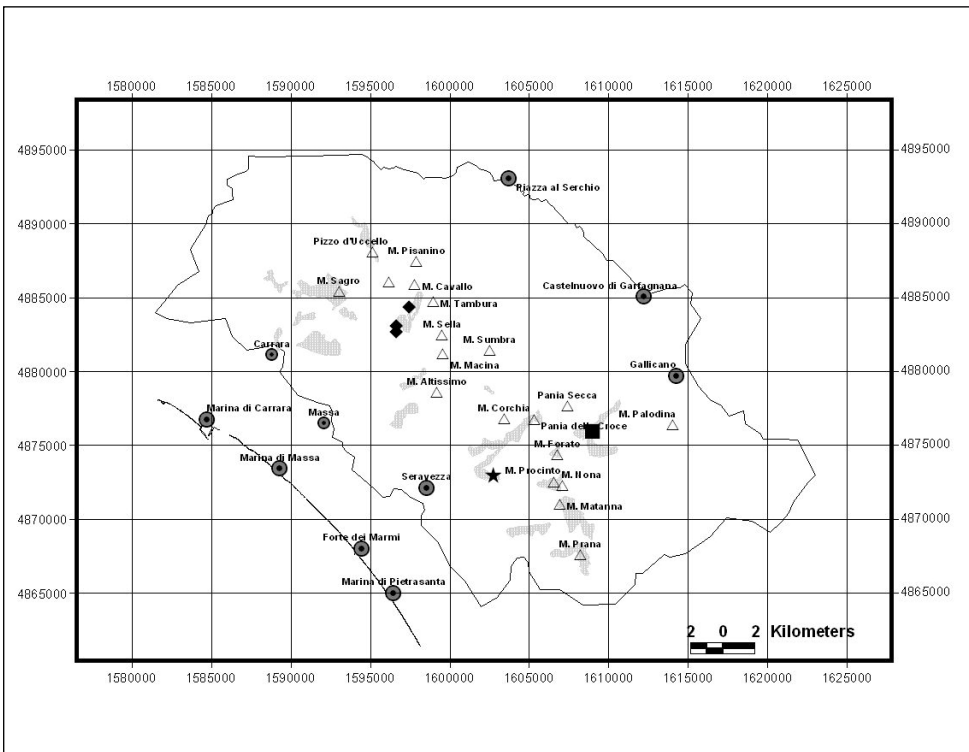 1580000 1585000 1590000 1595000 1600000 1605000 1610000 1615000 1620000 1625000
4895000 4895000
Piazza al Serchio
4890000 4890000
Pizzo d'Uccello
M. Pisanino
M. Sagro
M. Cavallo
4885000 4885000
Castelnuovo di Garfagnana
M. Tambura
M. Sella
M. Sumbra
Carrara
M. Macina
Gallicano
4880000 4880000
M. Altissimo
Pania Secca
Marina di Carrara
Massa
M. Corchia
M. Palodina
Pania della Croce
4875000 4875000
M. Forato
Marina di Massa
M. Procinto
M. Nona
Seravezza
M. Matanna
4870000 4870000
Forte dei Marmi
M. Prana
Marina di Pietrasanta
4865000 4865000
2 0 2 Kilometers
1580000 1585000 1590000 1595000 1600000 1605000 1610000 1615000 1620000 1625000